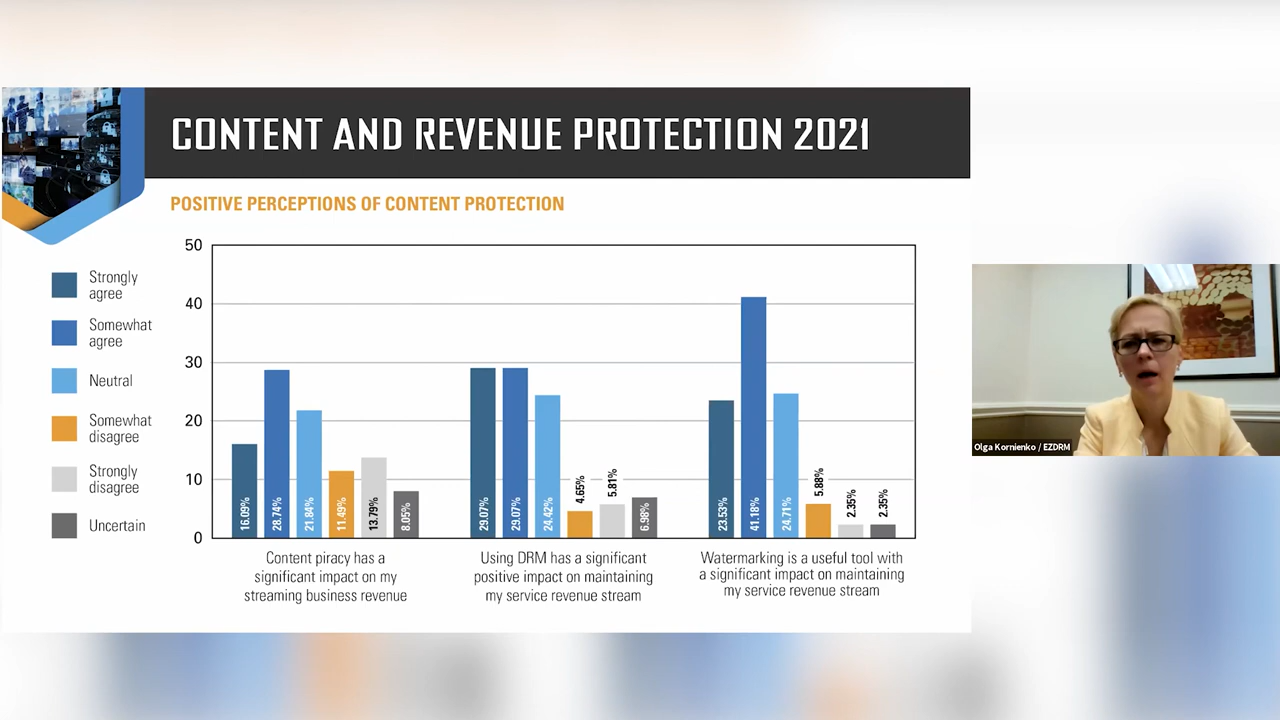 CONTENT AND REVENUE PROTECTION 2021
POSITIVE PERCEPTIONS OF CONTENT PROTECTION
Strongly
agree
Somewhat
agree
Neutral
Somewhat
disagree
Strongly
disagree
Uncertain
50
40
30
20
10
0
16.09%
28.74%
21.84%
11.49%
13.79%
8.05%
29.07%
29.07%
24.42%
4.65%
5.81%
6.98%
23.53%
41.18%
24.71%
5.88%
2.35%
2.35%
Content piracy has a
significant impact on my
streaming business revenue
Using DRM has a significant
positive impact on maintaining
my service revenue stream
Watermarking is a useful tool with
a significant impact on maintaining
my service revenue stream
Olga Kornienko / EZDRM